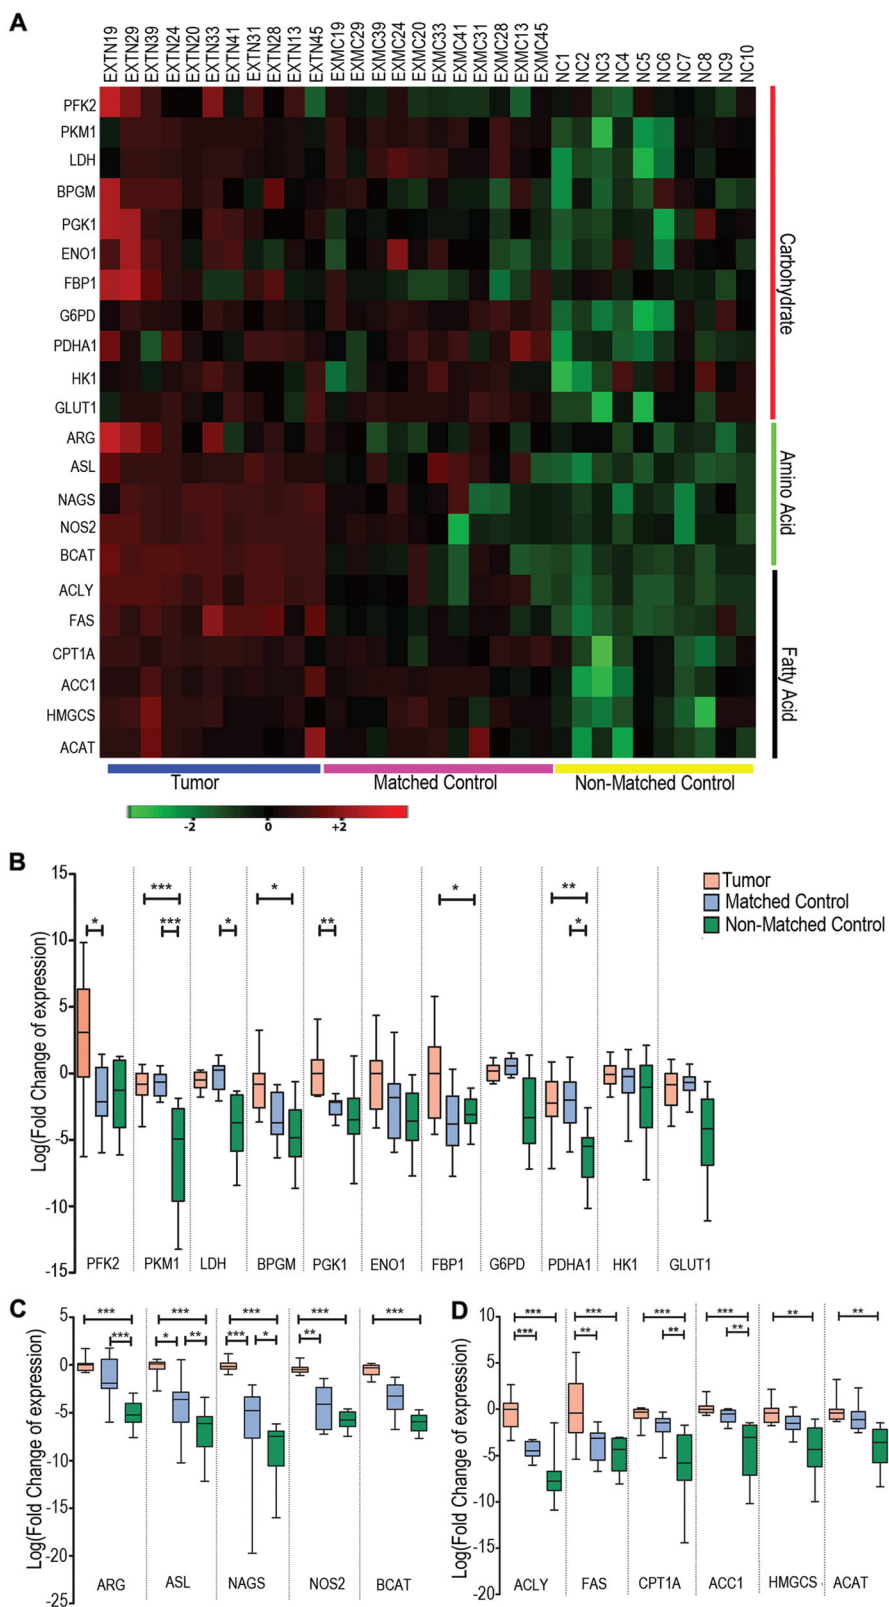 A
EXTN19 EXTN29 EXTN39 EXTN24 EXTN20 EXTN33 EXTN41 EXTN31 EXTN28 EXTN13 EXTN45 EXMC19 EXMC29 EXMC39 EXMC24 EXMC20 EXMC33 EXMC41 EXMC31 EXMC28 EXMC13 EXMC45 NC1 NC2 NC3 NC4 NC5 NC6 NC7 NC8 NC9 NC10
PFK2
PKM1
LDH
BPGM
PGK1
ENO1
FBP1
G6PD
PDHA1
HK1
GLUT1
ARG
ASL
NAGS
NOS2
BCAT
ACLY
FAS
CPT1A
ACC1
HMGCS
ACAT
Carbohydrate
Amino Acid
Fatty Acid
Tumor Matched Control Non-Matched Control
-2 0 +2
B
Log(Fold Change of expression)
15
10
5
0
-5
-10
-15
*** * * ** 
* *** * ** *
Tumor
Matched Control
Non-Matched Control
PFK2 PKM1 LDH BPGM PGK1 ENO1 FBP1 G6PD PDHA1 HK1 GLUT1
C
Log(Fold Change of expression)
5
0
-5
-10
-15
-20
-25
*** *** *** *** ***
*** * ** *** * **
ARG ASL NAGS NOS2 BCAT
D
Log(Fold Change of expression)
10
5
0
-5
-10
-15
-20
*** *** *** *** ** **
*** ** ** **
ACLY FAS CPT1A ACC1 HMGCS ACAT